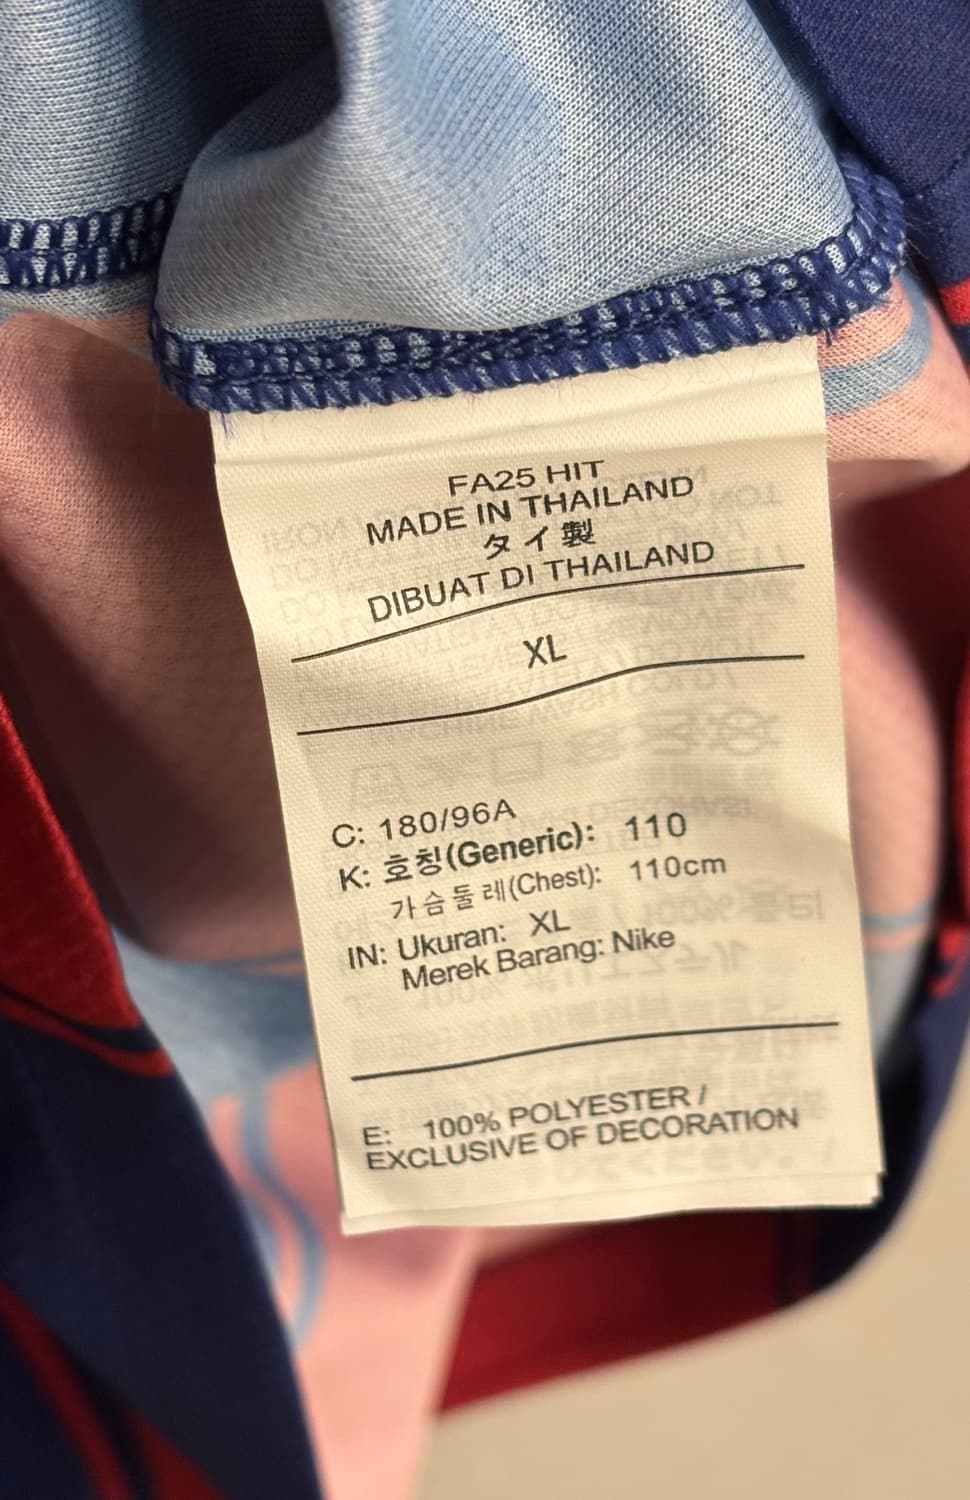 FA25 HIT
MADE IN THAILAND
タイ製
DIBUAT DI THAILAND
XL
C: 180/96A
K: 호칭(Generic): 110
가슴둘레(Chest): 110cm
IN: Ukuran: XL
Merek Barang: Nike
E: 100% POLYESTER /
EXCLUSIVE OF DECORATION